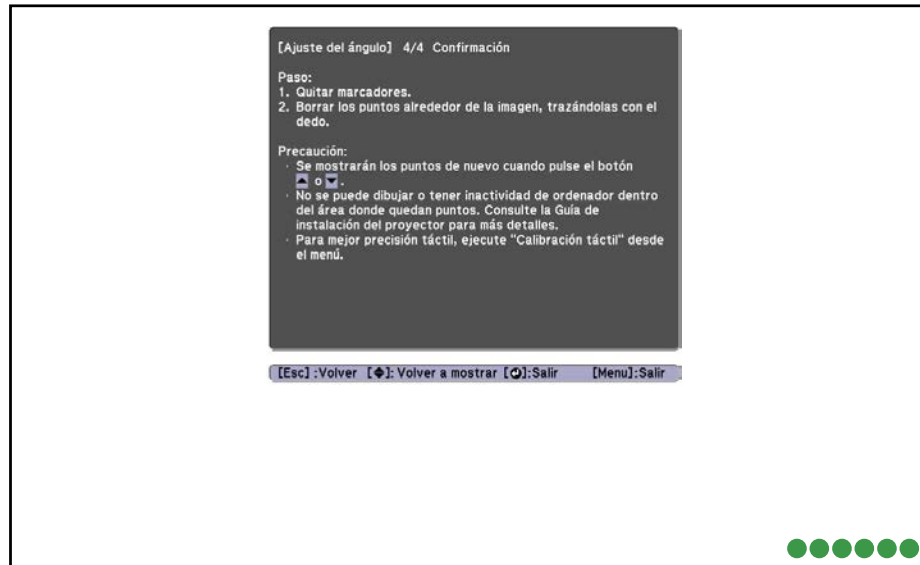 [Ajuste del ángulo] 4/4 Confirmación
Paso:
1. Quitar marcadores.
2. Borrar los puntos alrededor de la imagen, trazándolas con el
dedo.
Precaución:
· Se mostrarán los puntos de nuevo cuando pulse el botón
▲ o ▼.
· No se puede dibujar o tener inactividad de ordenador dentro
del área donde quedan puntos. Consulte la Guía de
instalación del proyector para más detalles.
· Para mejor precisión táctil, ejecute "Calibración táctil" desde
el menú.
[Esc] :Volver [◆]: Volver a mostrar [⏎]:Salir [Menu]:Salir